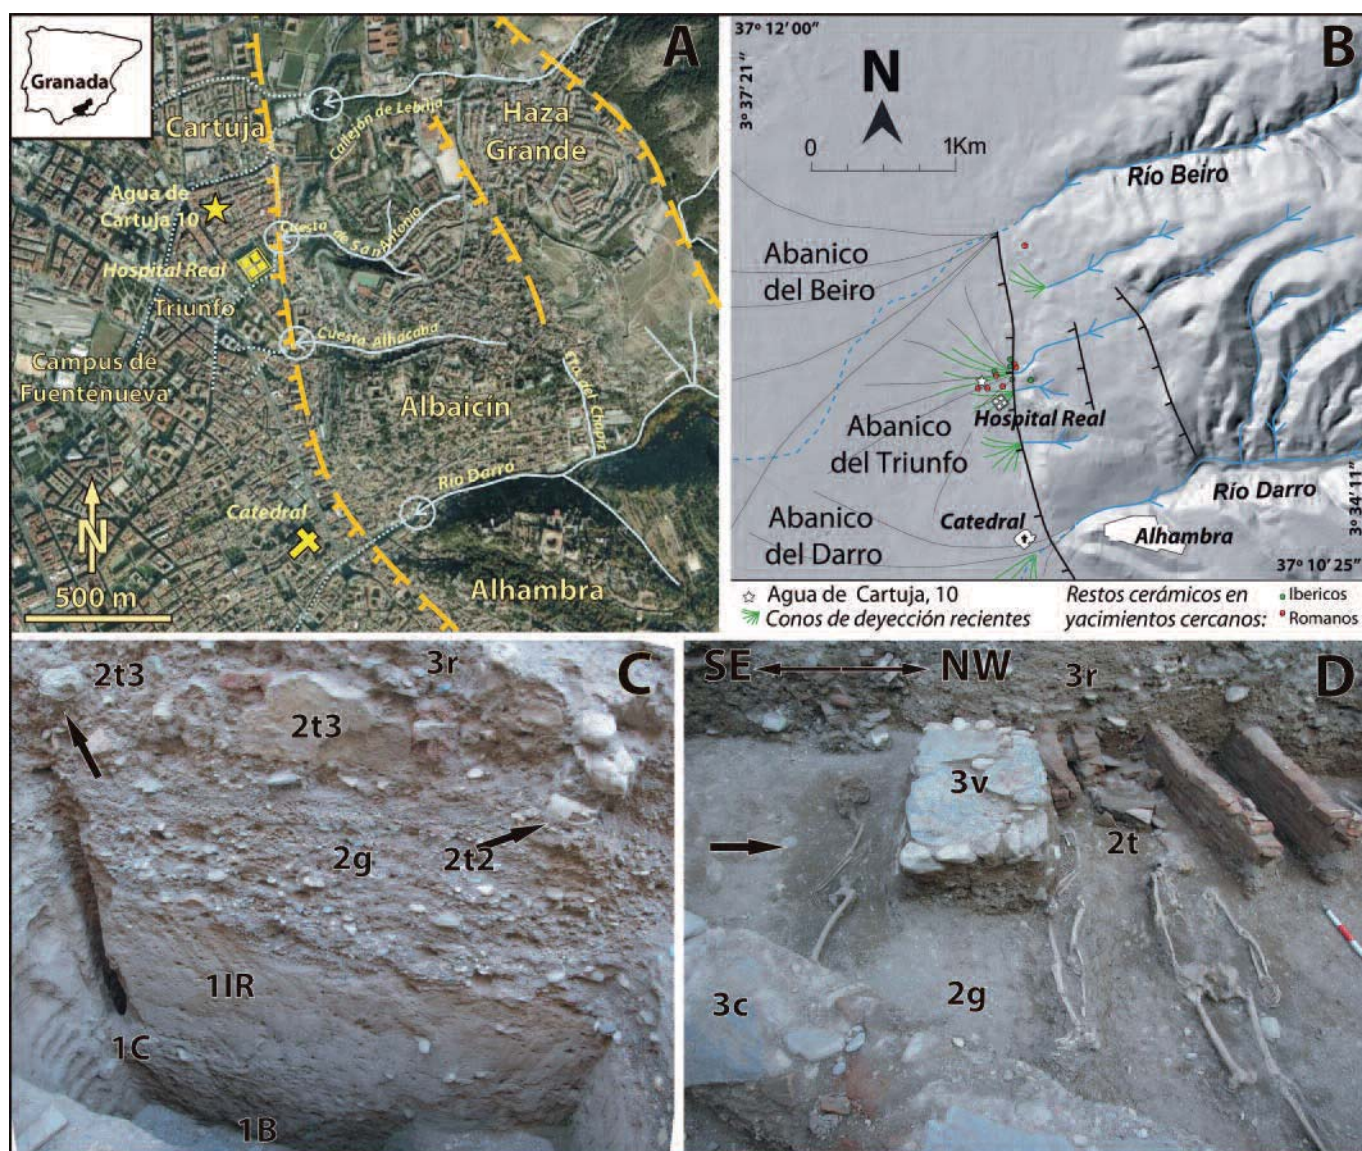 A
Granada
Cartuja
Callejón de Lebrija
Haza
Grande
Agua de
Cartuja 10
Cuesta de San Antonio
Hospital Real
Triunfo
Cuesta Alhacaba
Campus de
Fuentenueva
Albaicín
Cto. del Chapiz
Río Darro
N
Catedral
500 m
Alhambra
B
37º 12' 00"
3º 37' 21"
N
0 1Km
Río Beiro
Abanico
del Beiro
Hospital Real
Abanico
del Triunfo
Río Darro
Catedral
Alhambra
Abanico
del Darro
3º 34' 11"
37º 10' 25"
Agua de Cartuja, 10
Conos de deyección recientes
Restos cerámicos en
yacimientos cercanos:
Ibericos
Romanos
C
2t3
3r
2t3
2t2
2g
1IR
1C
1B
D
SE NW
3r
3v
2t
2g
3c